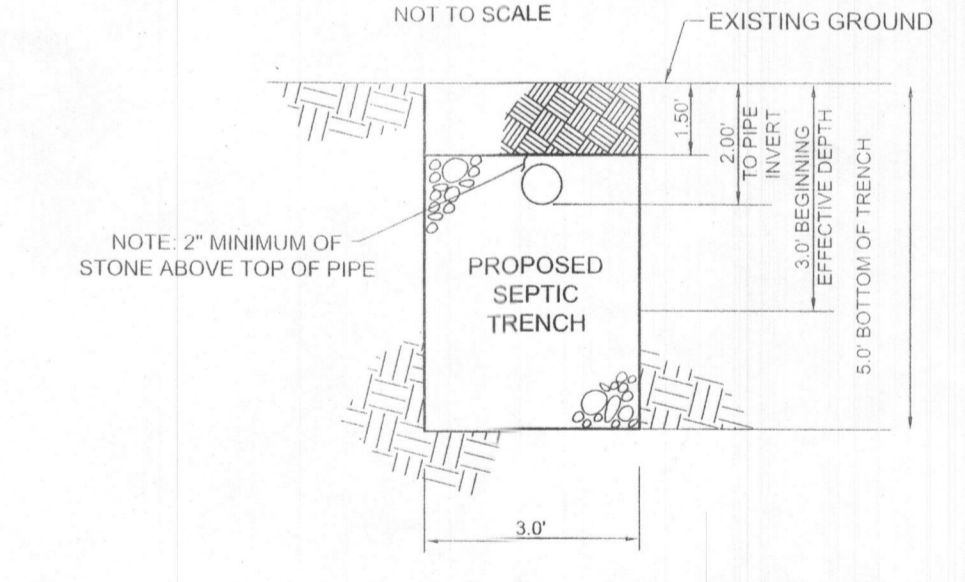 NOT TO SCALE
EXISTING GROUND
1.50'
2.00'
TO PIPE
INVERT
3.0' BEGINNING
EFFECTIVE DEPTH
5.0' BOTTOM OF TRENCH
NOTE: 2" MINIMUM OF
STONE ABOVE TOP OF PIPE
PROPOSED
SEPTIC
TRENCH
3.0'